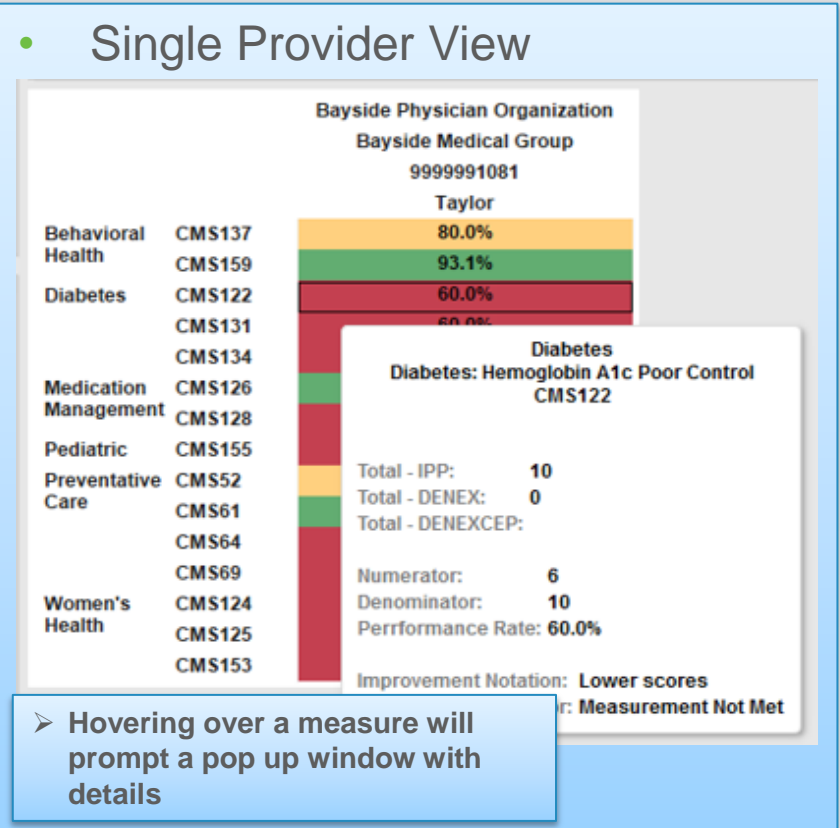 • Single Provider View
Bayside Physician Organization
Bayside Medical Group
9999991081
Taylor
Behavioral Health CMS137 80.0%
CMS159 93.1%
Diabetes CMS122 60.0%
CMS131 60.0%
CMS134
Medication Management CMS126
CMS128
Pediatric CMS155
Preventative Care CMS52
CMS61
CMS64
CMS69
Women's Health CMS124
CMS125
CMS153
Diabetes
Diabetes: Hemoglobin A1c Poor Control
CMS122
Total - IPP: 10
Total - DENEX: 0
Total - DENEXCEP:
Numerator: 6
Denominator: 10
Perrformance Rate: 60.0%
Improvement Notation: Lower scores
r: Measurement Not Met
➢ Hovering over a measure will
prompt a pop up window with
details